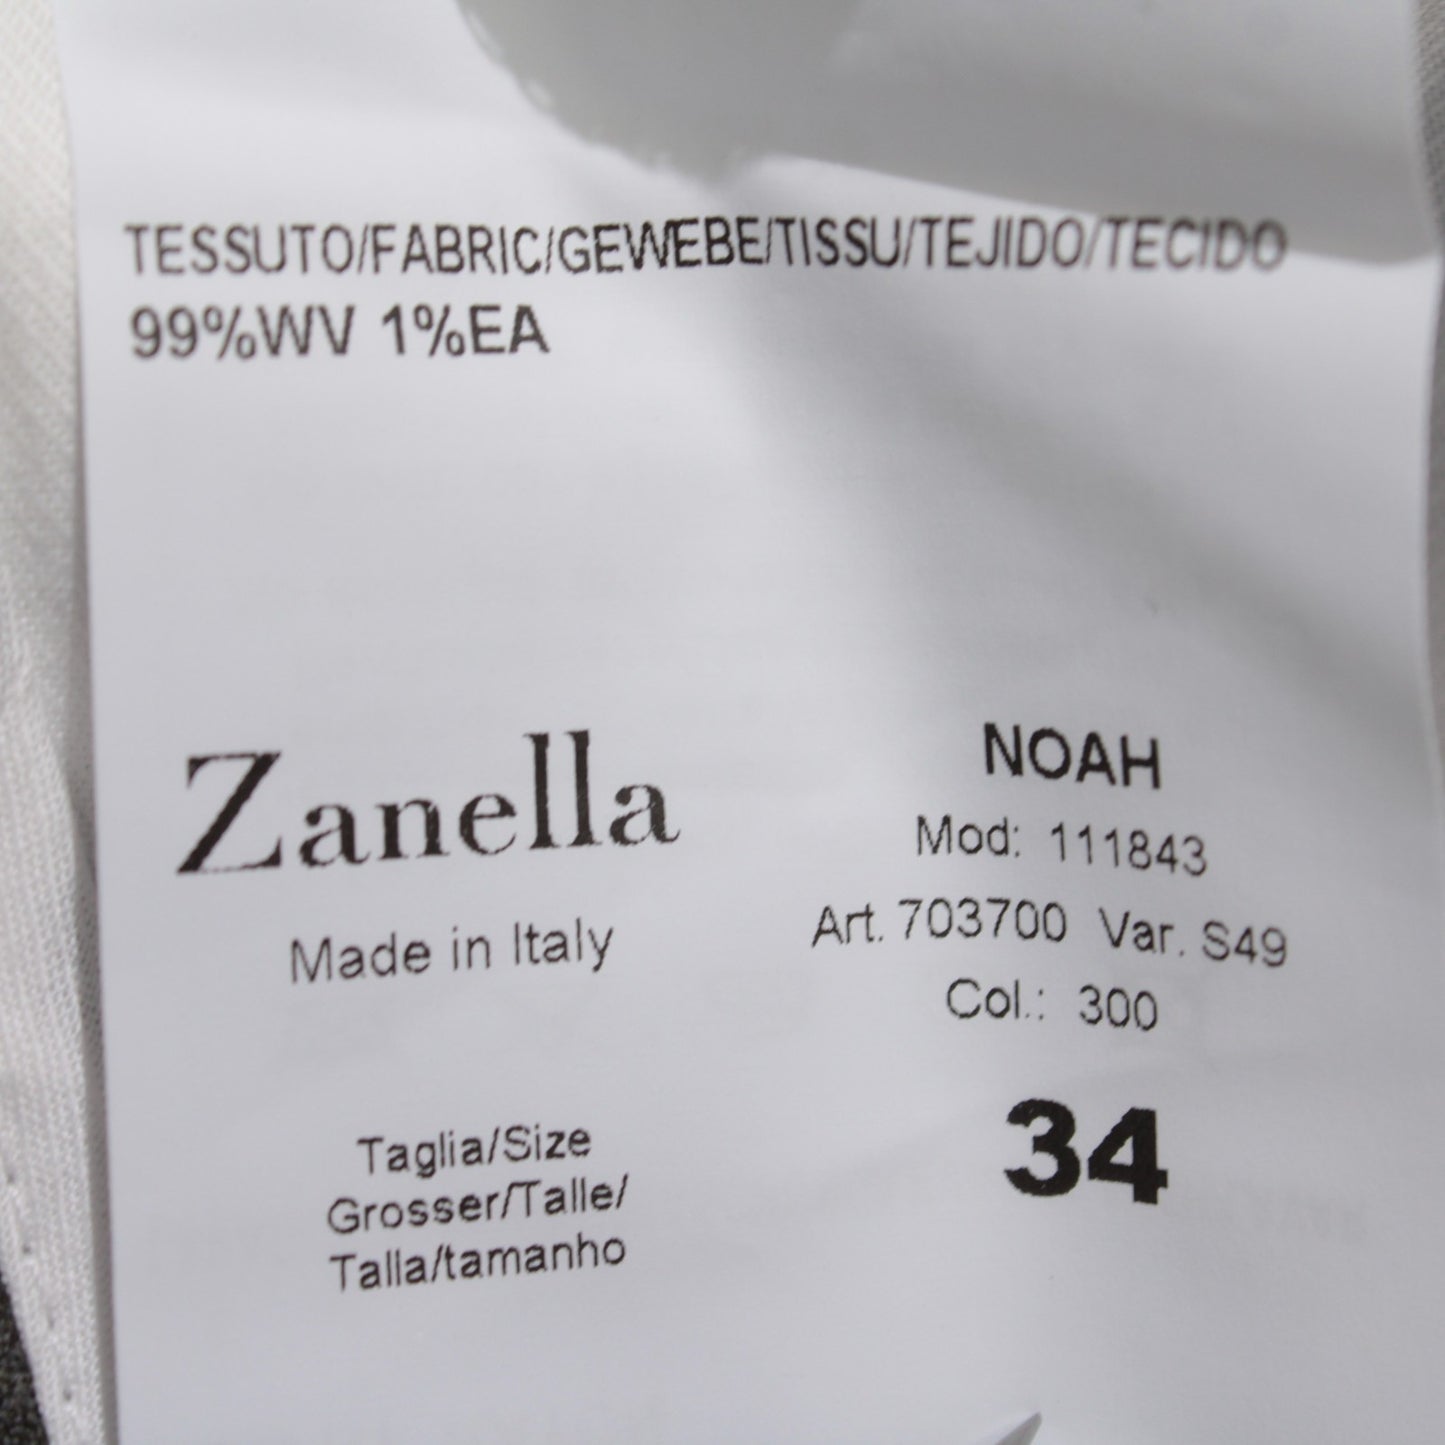 TESSUTO/FABRIC/GEWEBE/TISSU/TEJIDO/TECIDO
99%WV 1%EA
Zanella
Made in Italy
NOAH
Mod: 111843
Art. 703700 Var. S49
Col.: 300
Taglia/Size
Grosser/Talle/
Talla/tamanho
34